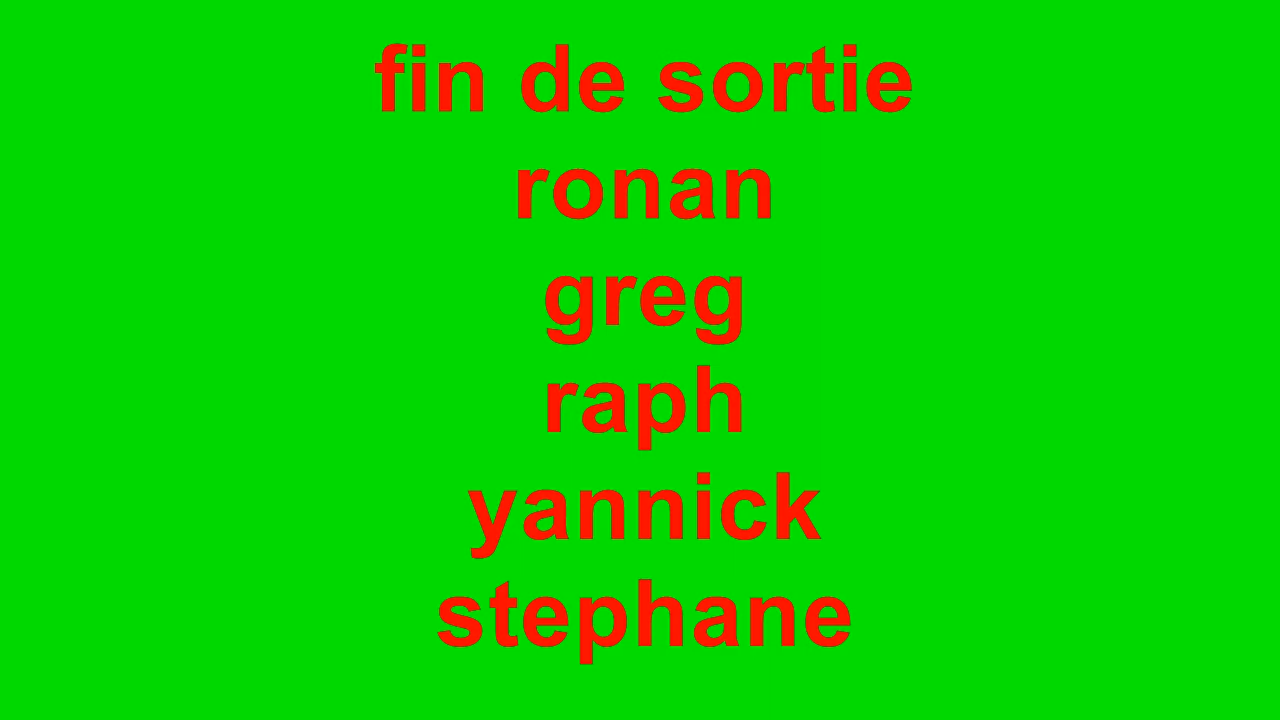 fin de sortie
ronan
greg
raph
yannick
stephane